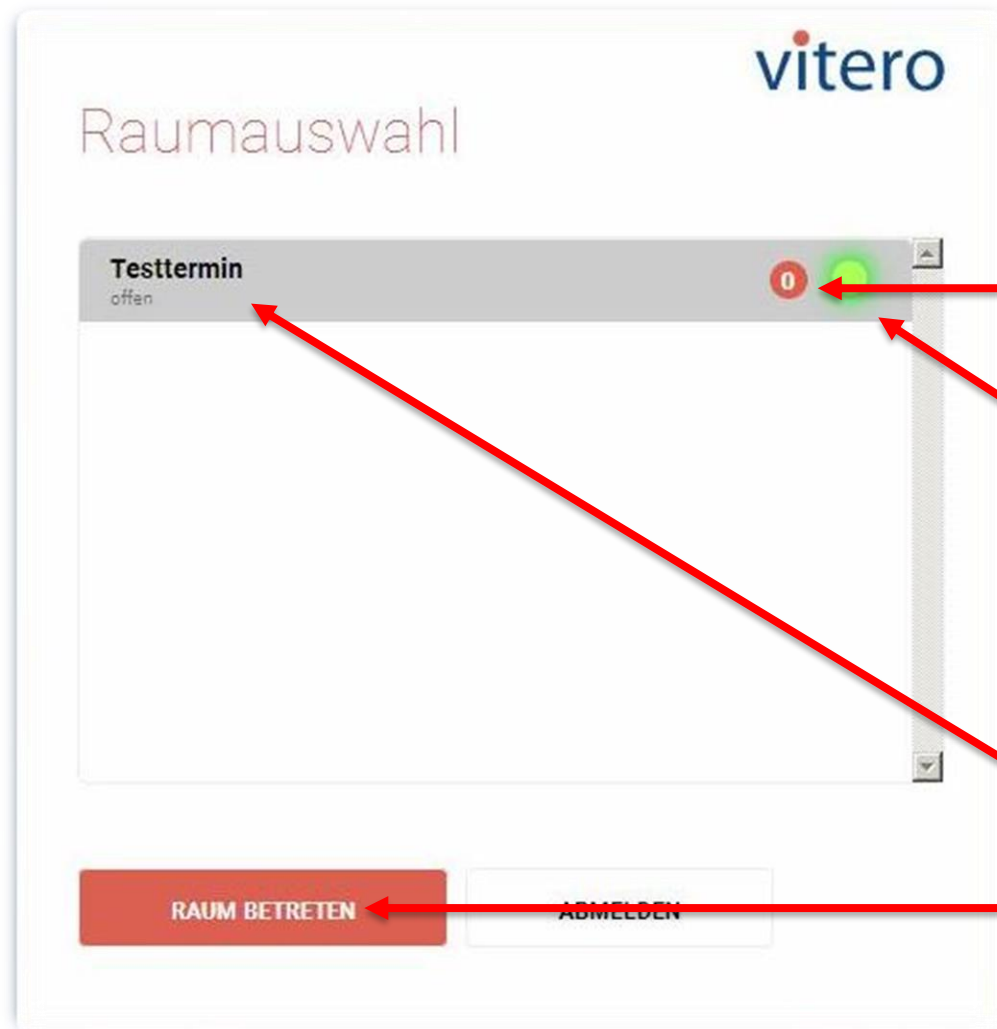 vitero
Raumauswahl
Testtermin
0
offen
RAUM BETRETEN
ABMELDEN